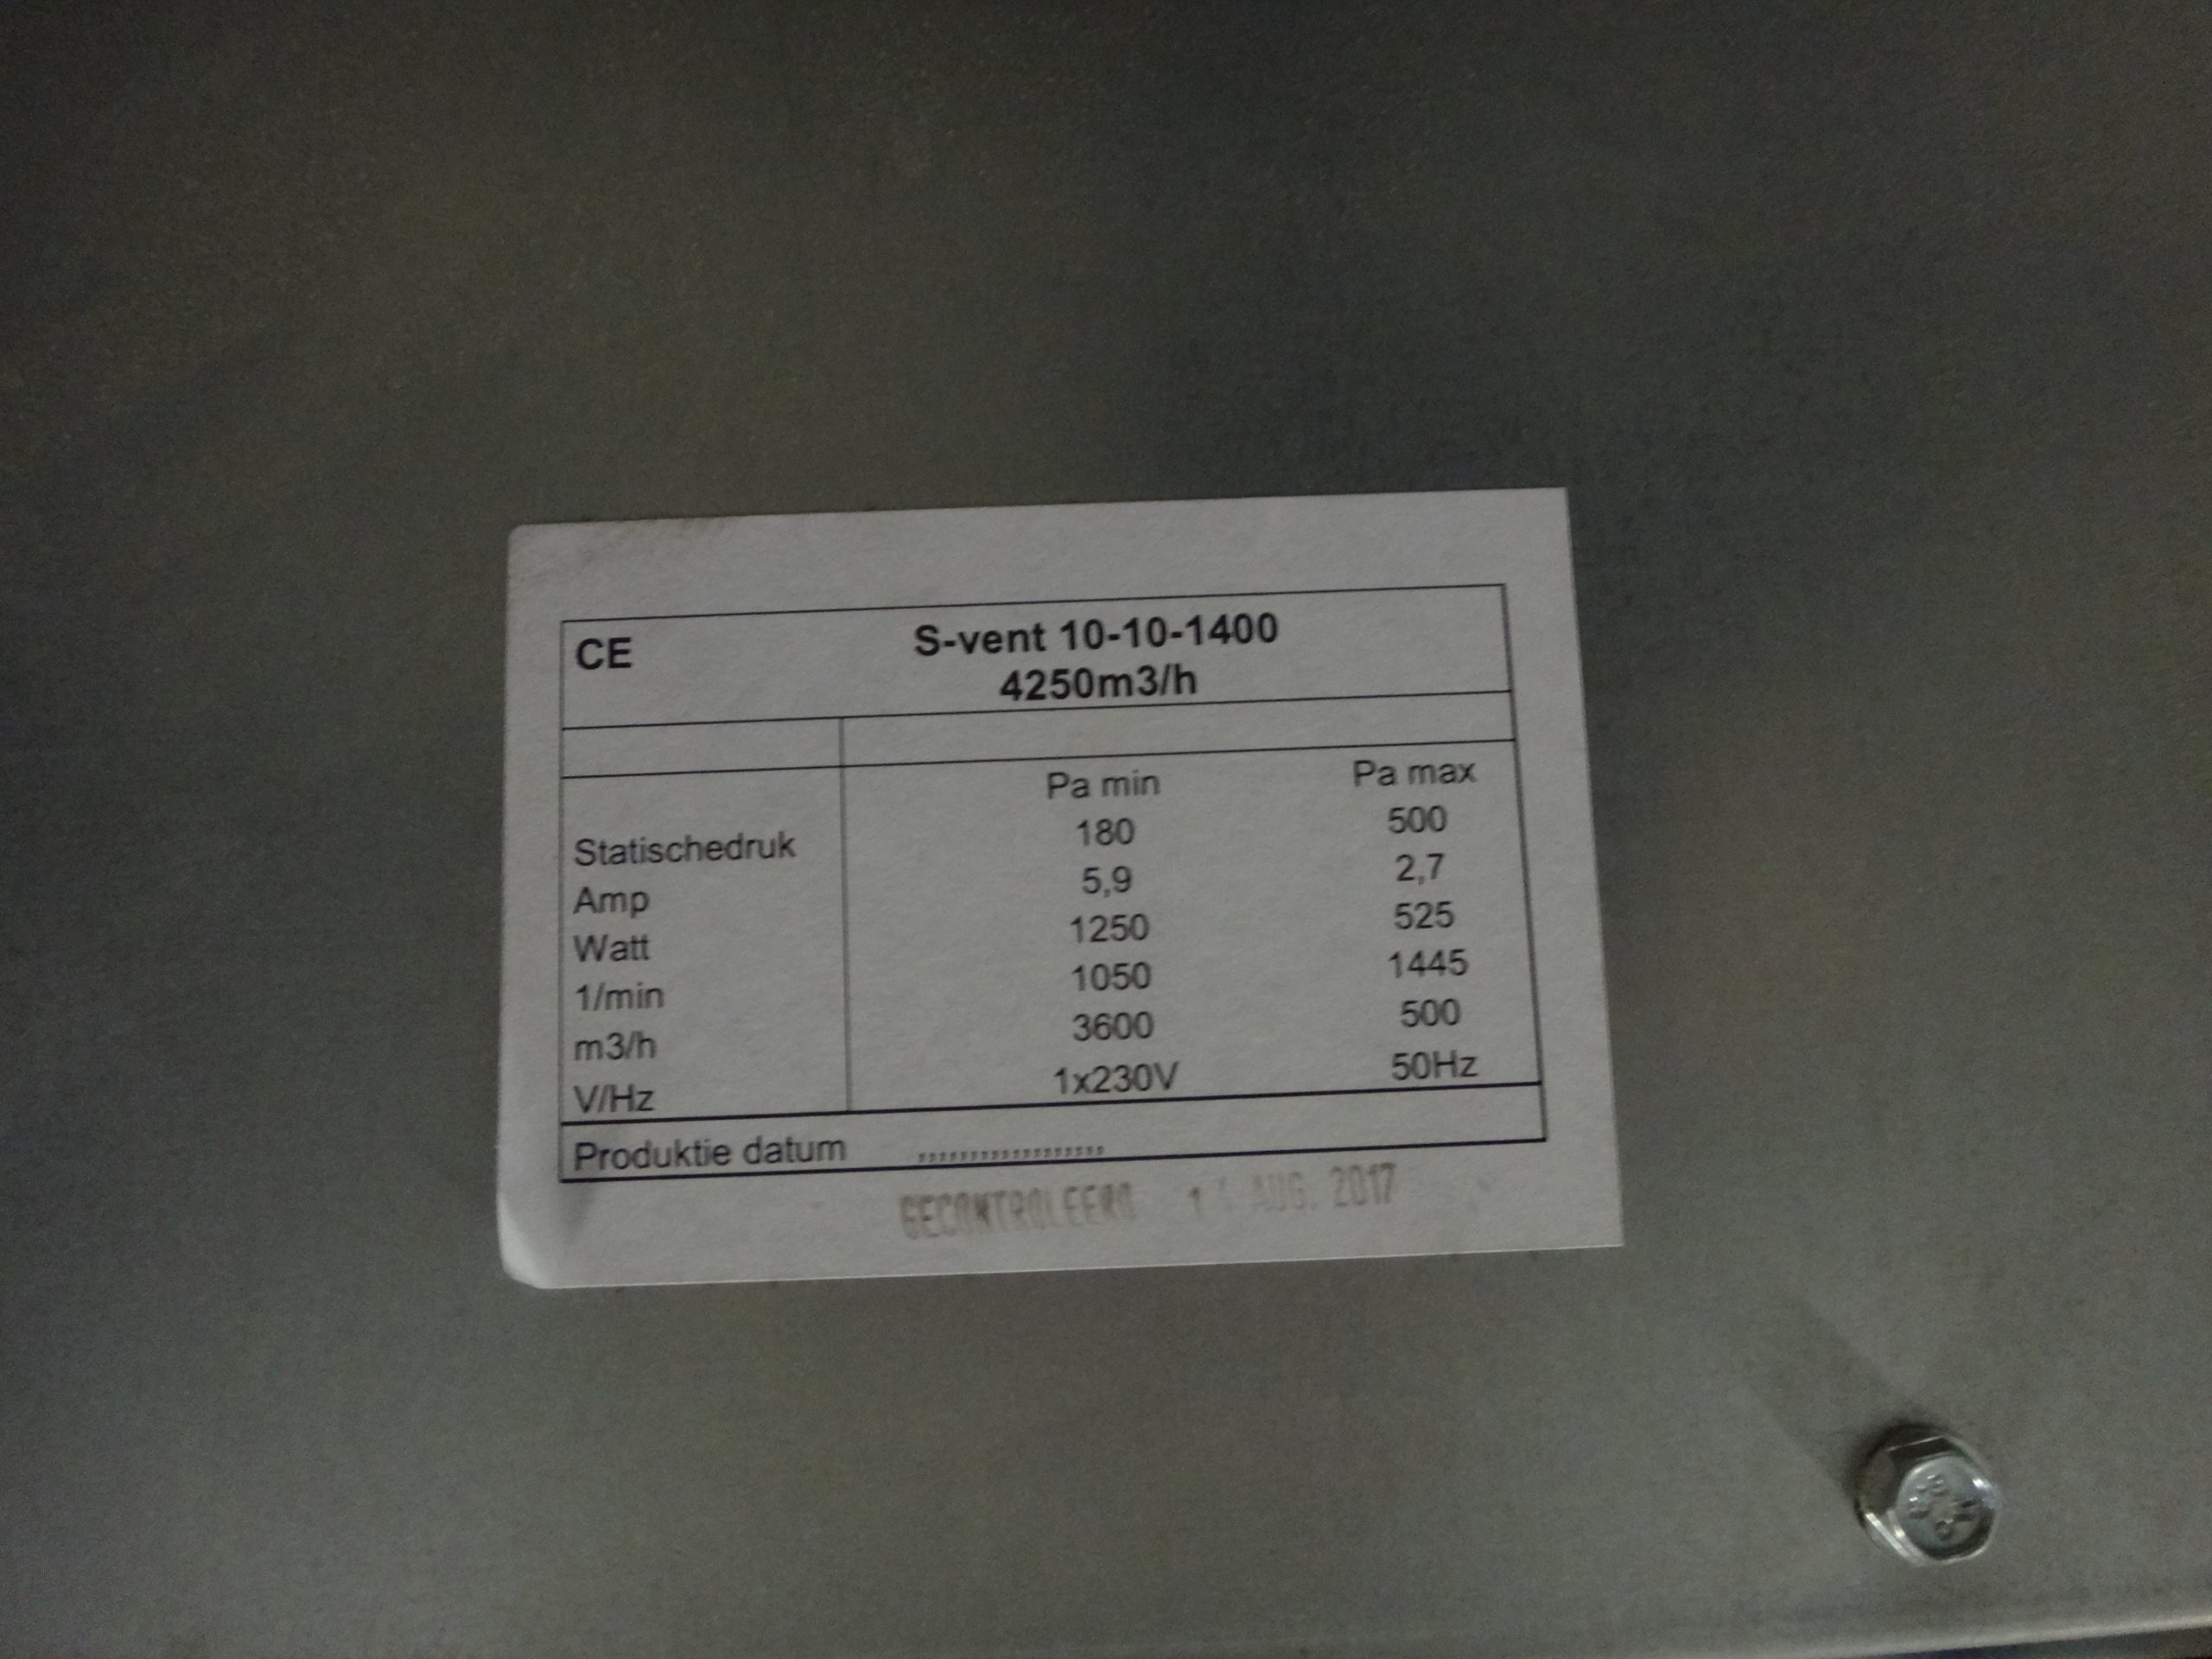 CE S-vent 10-10-1400
4250m3/h
Pa min Pa max
Statischedruk 180 500
Amp 5,9 2,7
Watt 1250 525
1/min 1050 1445
m3/h 3600 500
V/Hz 1x230V 50Hz
Produktie datum ..................
GECONTROLEERD AUG. 2017